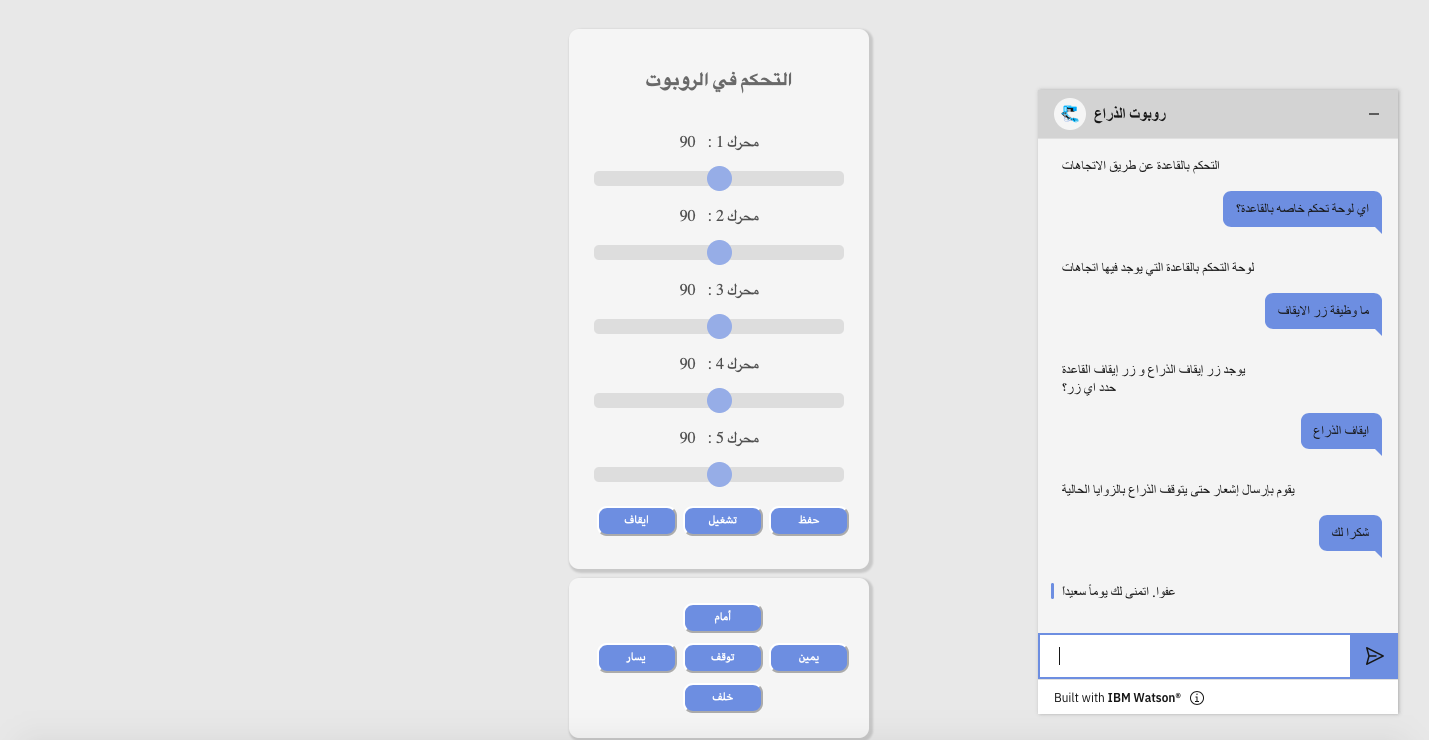 التحكم في الروبوت
محرك 1 : 90
محرك 2 : 90
محرك 3 : 90
محرك 4 : 90
محرك 5 : 90
حفظ تشغيل ايقاف
أمام
يمين توقف يسار
خلف
روبوت الذراع
التحكم بالقاعدة عن طريق الاتجاهات
اي لوحة تحكم خاصه بالقاعدة؟
لوحة التحكم بالقاعدة التي يوجد فيها اتجاهات
ما وظيفة زر الايقاف
يوجد زر إيقاف الذراع و زر إيقاف القاعدة
حدد اي زر؟
ايقاف الذراع
يقوم بإرسال إشعار حتى يتوقف الذراع بالزوايا الحالية
شكرا لك
عفوا. اتمنى لك يوماً سعيداً
Built with IBM Watson®